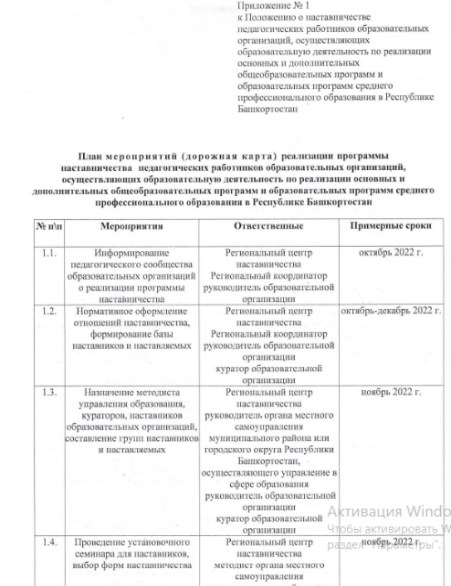 Приложение № 1
к Положению о наставничестве
педагогических работников образовательных
организаций, осуществляющих
образовательную деятельность по реализации
основных и дополнительных
общеобразовательных программ и
образовательных программ среднего
профессионального образования в Республике
Башкортостан
План мероприятий (дорожная карта) реализации программы
наставничества педагогических работников образовательных организаций,
осуществляющих образовательную деятельность по реализации основных и
дополнительных общеобразовательных программ и образовательных программ среднего
профессионального образования в Республике Башкортостан
№ п\п Мероприятия Ответственные Примерные сроки
1.1. Информирование
педагогического сообщества
образовательных организаций
о реализации программы
наставничества
Региональный центр
наставничества
Региональный координатор
руководитель образовательной
организации
октябрь 2022 г.
1.2. Нормативное оформление
отношений наставничества,
формирование базы
наставников и наставляемых
Региональный центр
наставничества
Региональный координатор
руководитель образовательной
организации
куратор образовательной
организации
октябрь-декабрь 2022 г.
1.3. Назначение методиста
управления образования,
кураторов, наставников
образовательных организаций,
составление групп наставников
и наставляемых
Региональный центр
наставничества
руководитель органа местного
самоуправления
муниципального района или
городского округа Республики
Башкортостан,
осуществляющего управление в
сфере образования
руководитель образовательной
организации
куратор образовательной
организации
ноябрь 2022 г.
1.4. Проведение установочного
семинара для наставников,
выбор форм наставничества
Региональный центр
наставничества
методист органа местного
самоуправления
ноябрь 2022 г.
Активация Windo
Чтобы активировать W
раздел "Параметры".